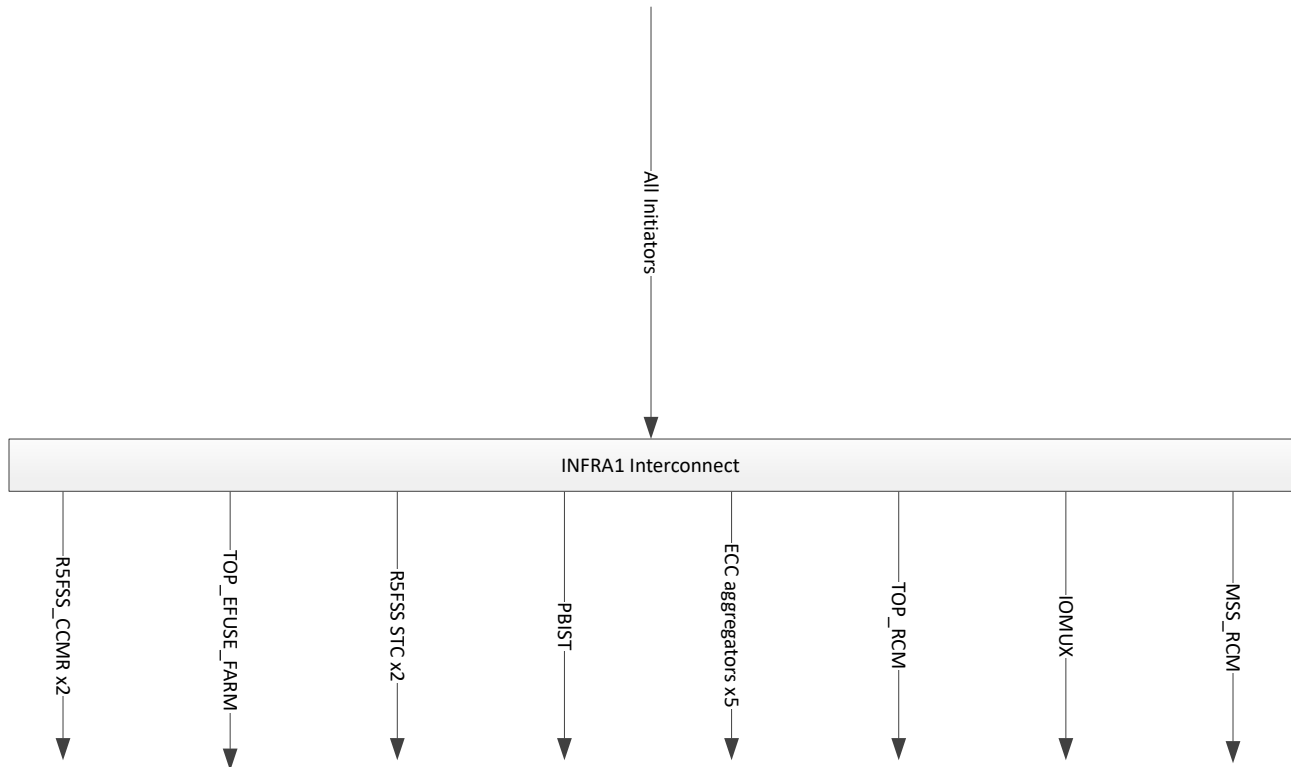 All Initiators
INFRA1 Interconnect
R5FSS_CCMR x2
TOP_EFUSE_FARM
R5FSS STC x2
PBIST
ECC aggregators x5
TOP_RCM
IOMUX
MSS_RCM